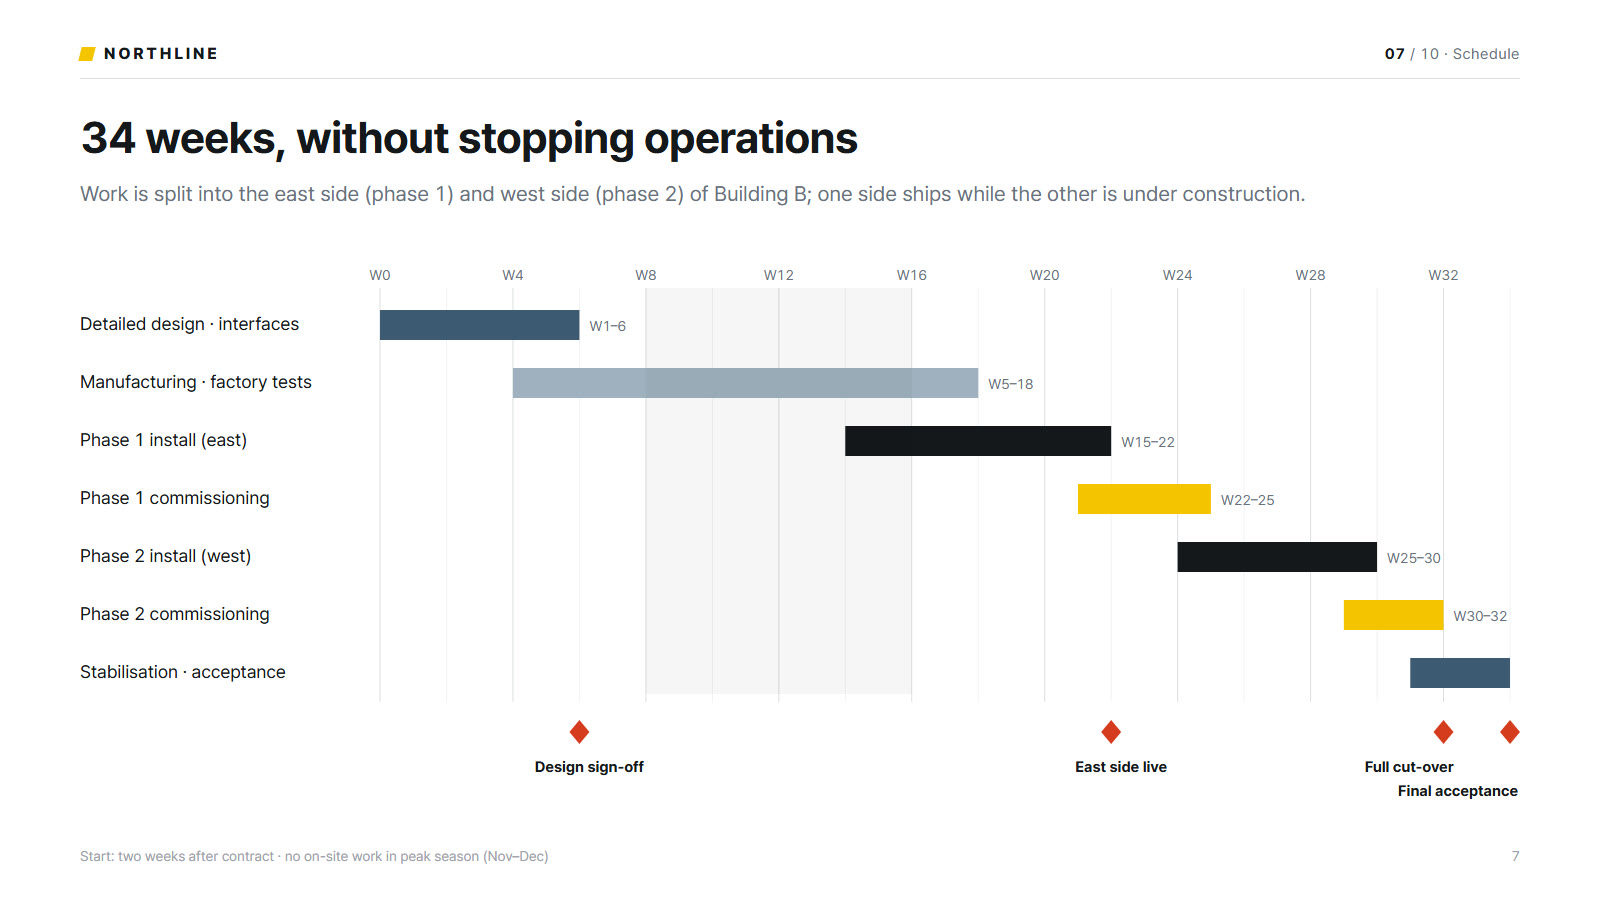 NORTHLINE
07 / 10 · Schedule
34 weeks, without stopping operations
Work is split into the east side (phase 1) and west side (phase 2) of Building B; one side ships while the other is under construction.
W0 W4 W8 W12 W16 W20 W24 W28 W32
Detailed design · interfaces W1–6
Manufacturing · factory tests W5–18
Phase 1 install (east) W15–22
Phase 1 commissioning W22–25
Phase 2 install (west) W25–30
Phase 2 commissioning W30–32
Stabilisation · acceptance
Design sign-off East side live Full cut-over
Final acceptance
Start: two weeks after contract · no on-site work in peak season (Nov–Dec)
7